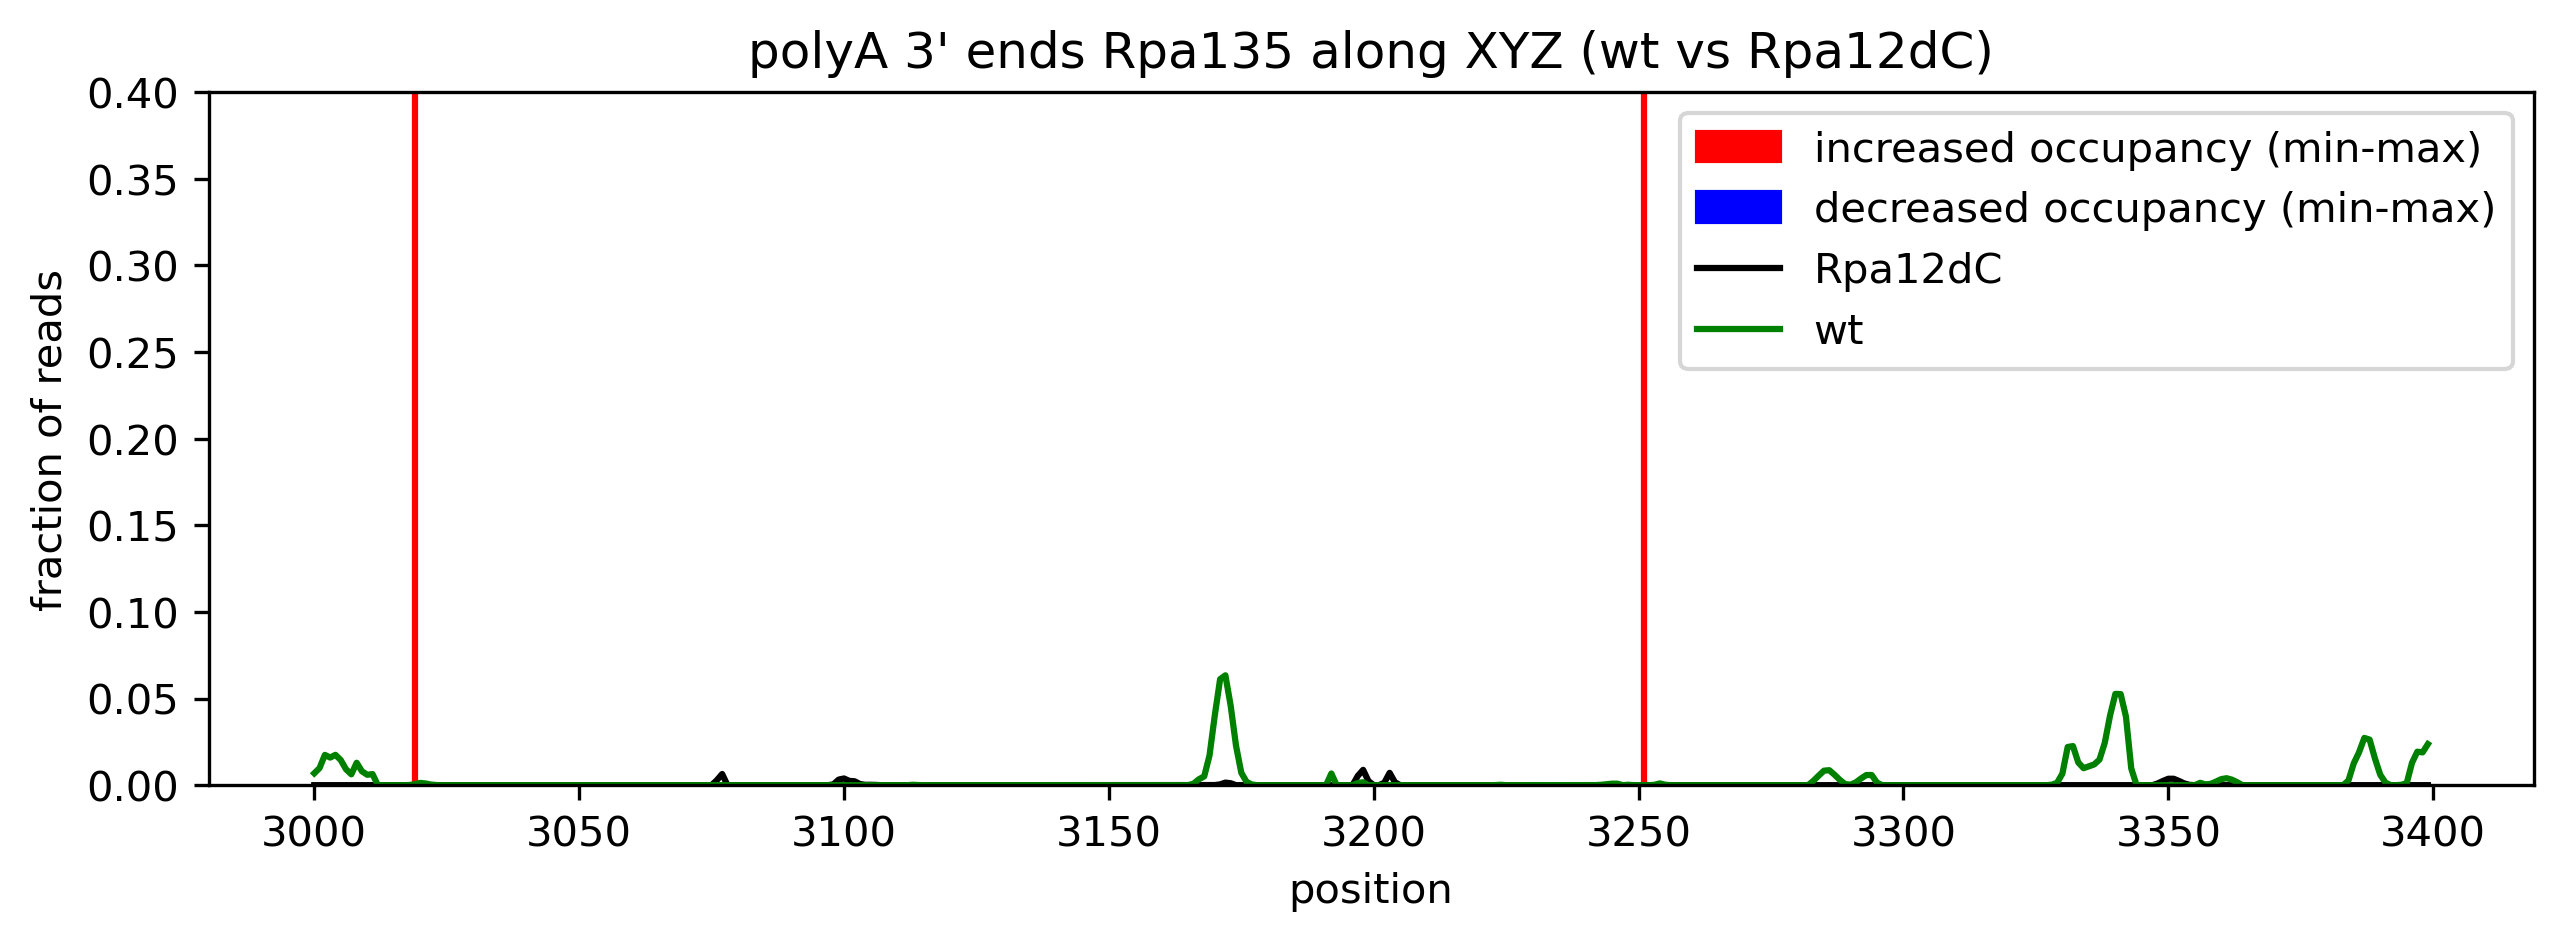 polyA 3' ends Rpa135 along XYZ (wt vs Rpa12dC)
0.40
0.35
0.30
0.25
0.20
0.15
0.10
0.05
0.00
fraction of reads
increased occupancy (min-max)
decreased occupancy (min-max)
Rpa12dC
wt
3000 3050 3100 3150 3200 3250 3300 3350 3400
position